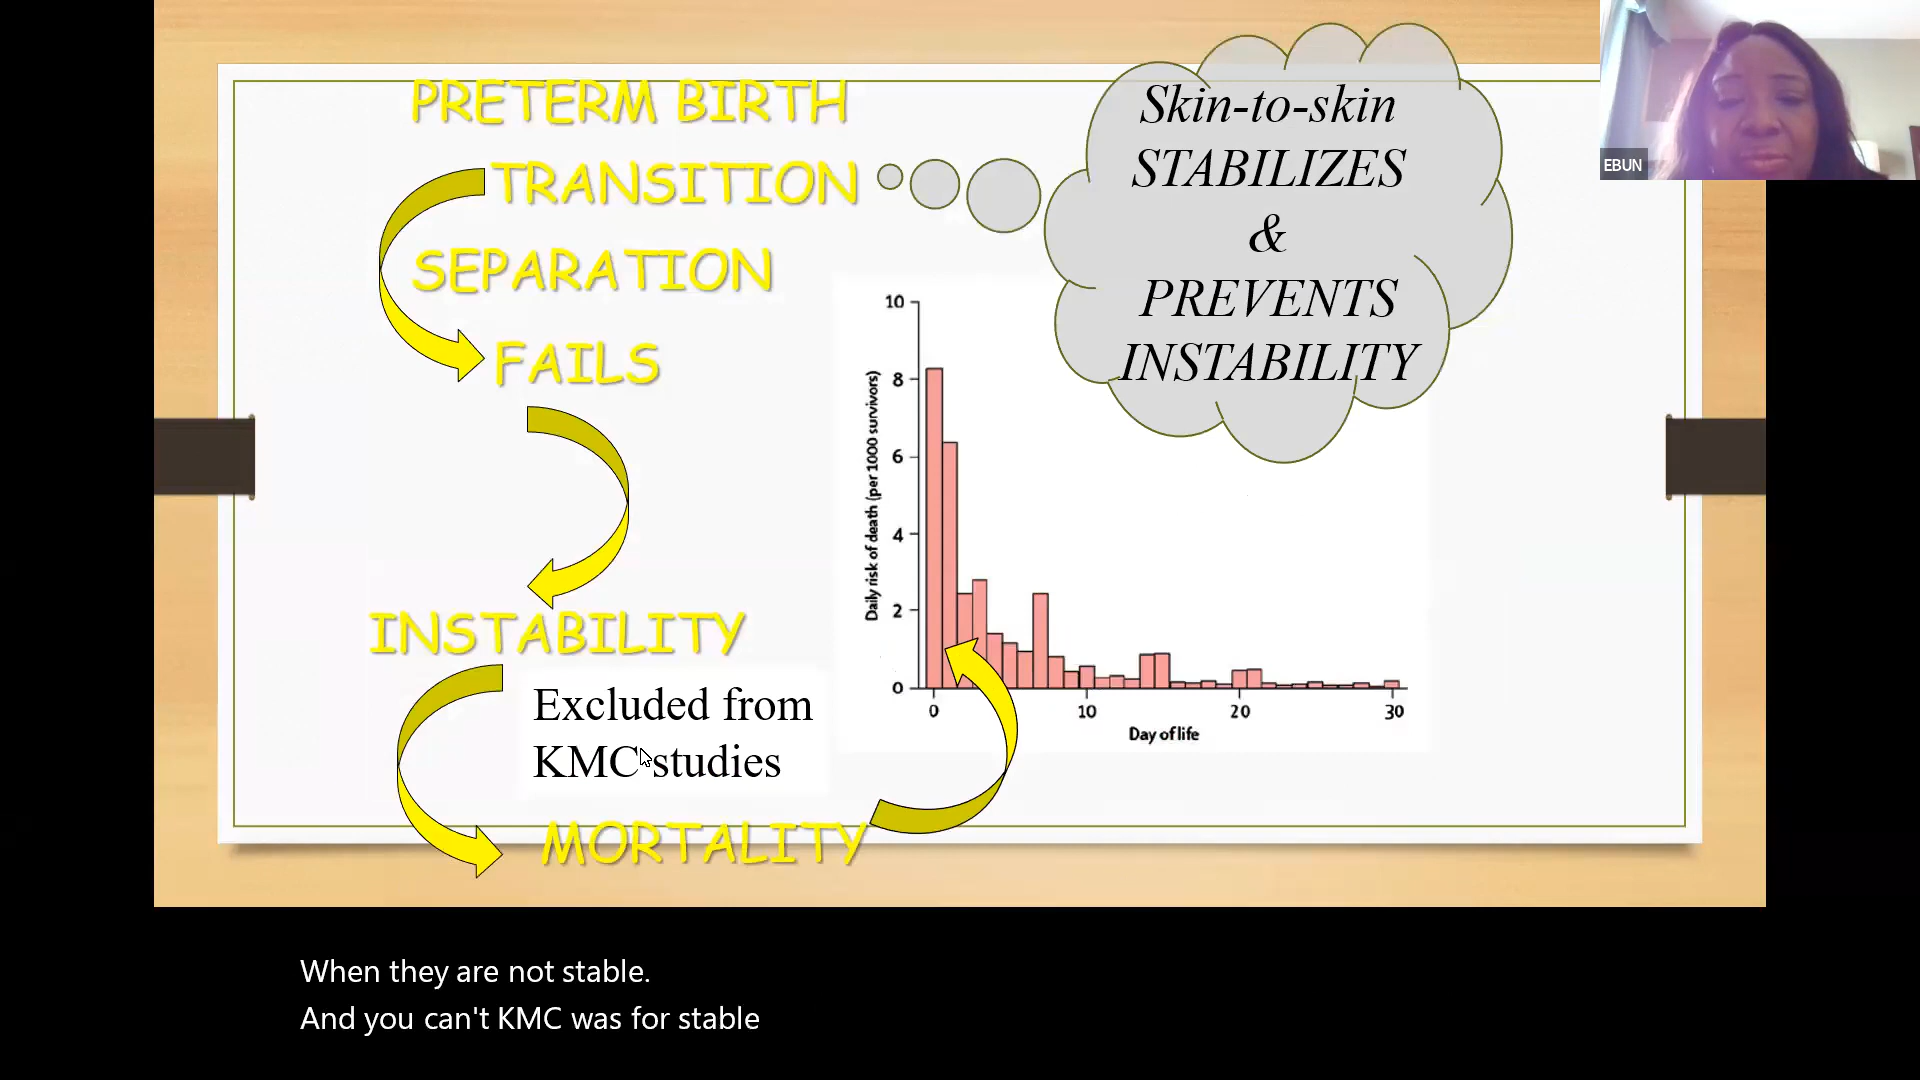 PRETERM BIRTH
TRANSITION
SEPARATION
FAILS
INSTABILITY
Excluded from
KMC studies
MORTALITY
Skin-to-skin
STABILIZES
&
PREVENTS
INSTABILITY
EBUN
Daily risk of death (per 1000 survivors)
10
8
6
4
2
0
0 10 20 30
Day of life
When they are not stable.
And you can't KMC was for stable